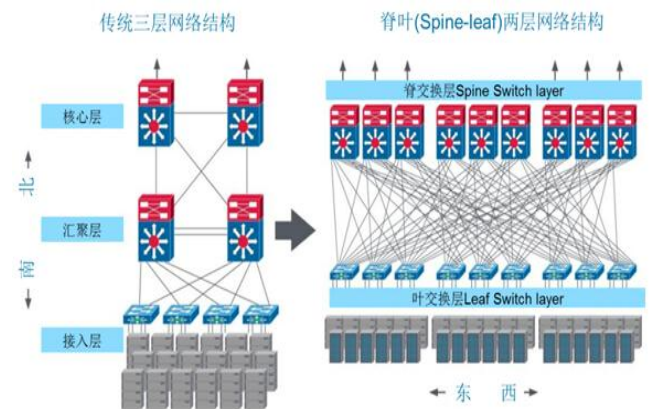 传统三层网络结构
脊叶(Spine-leaf)两层网络结构
核心层
北
汇聚层
南
接入层
脊交换层Spine Switch layer
叶交换层Leaf Switch layer
东 西